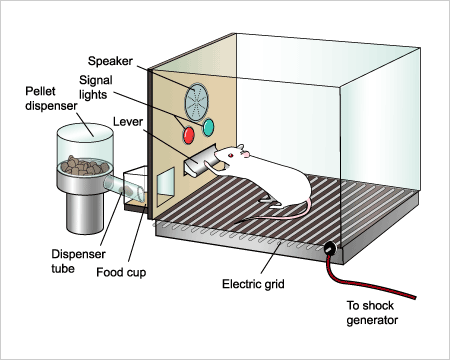 Speaker
Signal
lights
Pellet
dispenser
Lever
Dispenser
tube
Food cup
Electric grid
To shock
generator